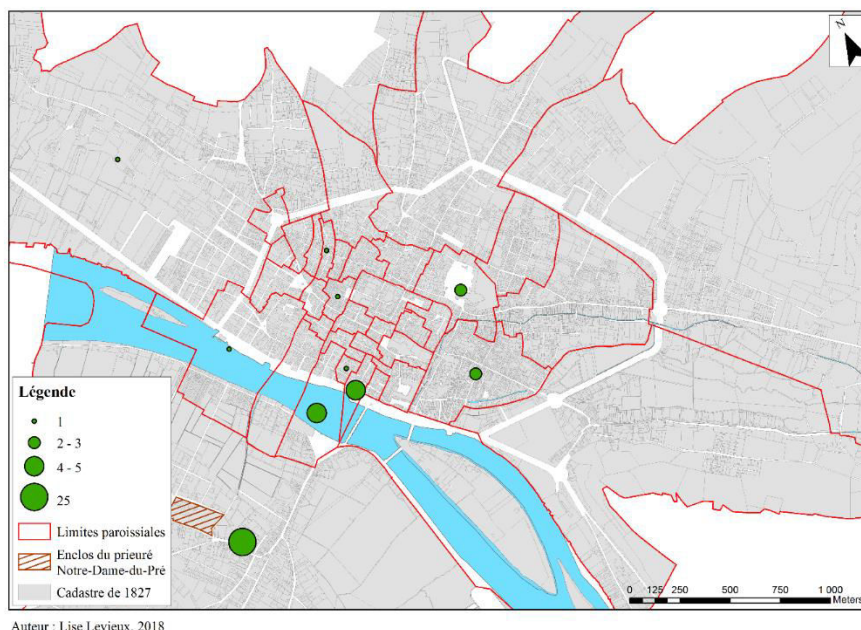 N
Légende
1
2 - 3
4 - 5
25
Limites paroissiales
Enclos du prieuré
Notre-Dame-du-Pré
Cadastre de 1827
0 125 250 500 750 1 000
Meters
Auteur : Lise Levieux, 2018